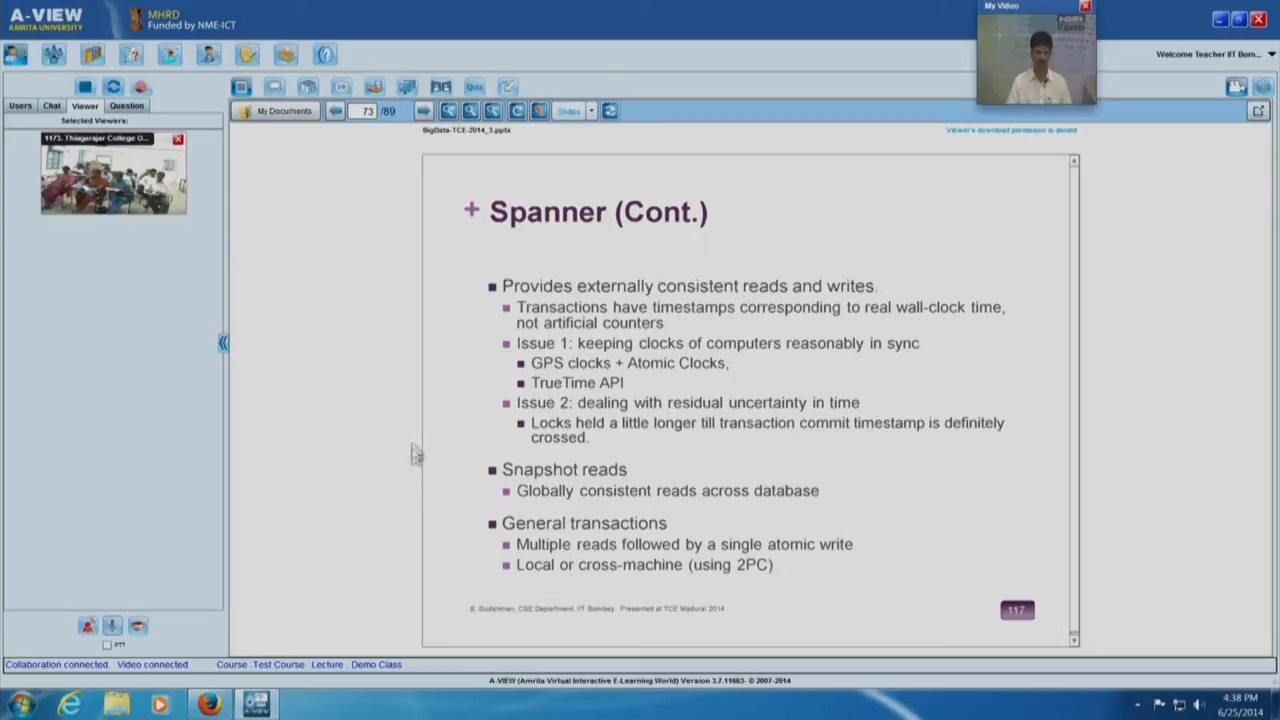 A-VIEW
AMRITA UNIVERSITY
MHRD
Funded by NME-ICT
My Video
Welcome Teacher IIT Bom...
Users Chat Viewer Question
Selected Viewers:
1173. Thiagarajar College O...
My Documents
73 /89
Slides
Quiz
BigData-TCE-2014_3.pptx
Viewer's download permission is denied
+ Spanner (Cont.)
Provides externally consistent reads and writes.
Transactions have timestamps corresponding to real wall-clock time,
not artificial counters
Issue 1: keeping clocks of computers reasonably in sync
GPS clocks + Atomic Clocks,
TrueTime API
Issue 2: dealing with residual uncertainty in time
Locks held a little longer till transaction commit timestamp is definitely
crossed.
Snapshot reads
Globally consistent reads across database
General transactions
Multiple reads followed by a single atomic write
Local or cross-machine (using 2PC)
S. Sudarshan, CSE Department, IIT Bombay. Presented at TCE Madurai 2014
117
PTT
Collaboration connected Video connected Course : Test Course Lecture : Demo Class
A-VIEW (Amrita Virtual Interactive E-Learning World) Version 3.7.11683- © 2007-2014
4:38 PM
6/25/2014